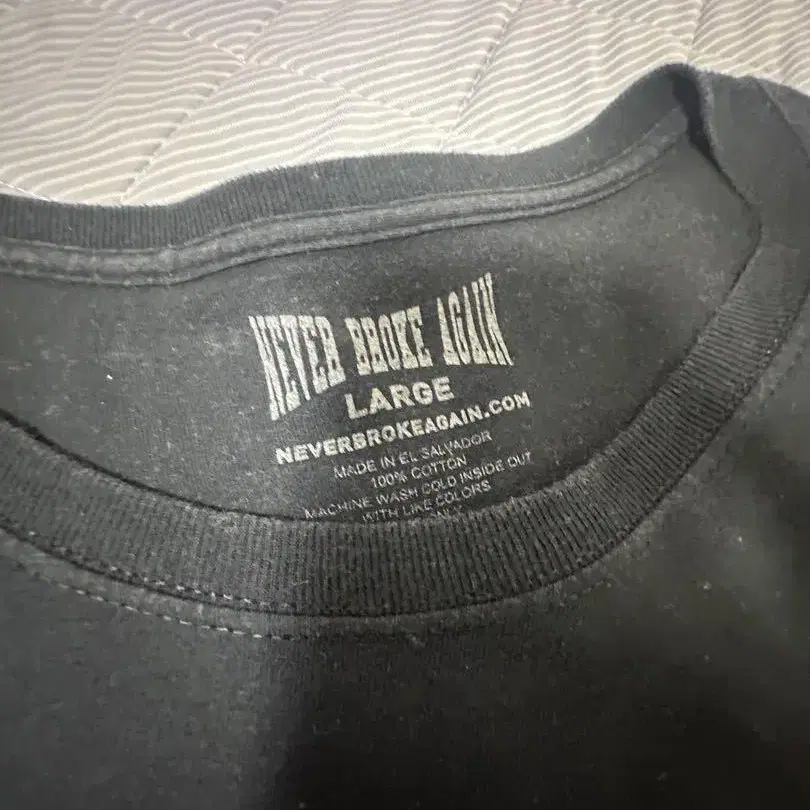 NEVER BROKE AGAIN
LARGE
NEVERBROKEAGAIN.COM
MADE IN EL SALVADOR
100% COTTON
MACHINE WASH COLD INSIDE OUT
WITH LIKE COLORS
ONLY